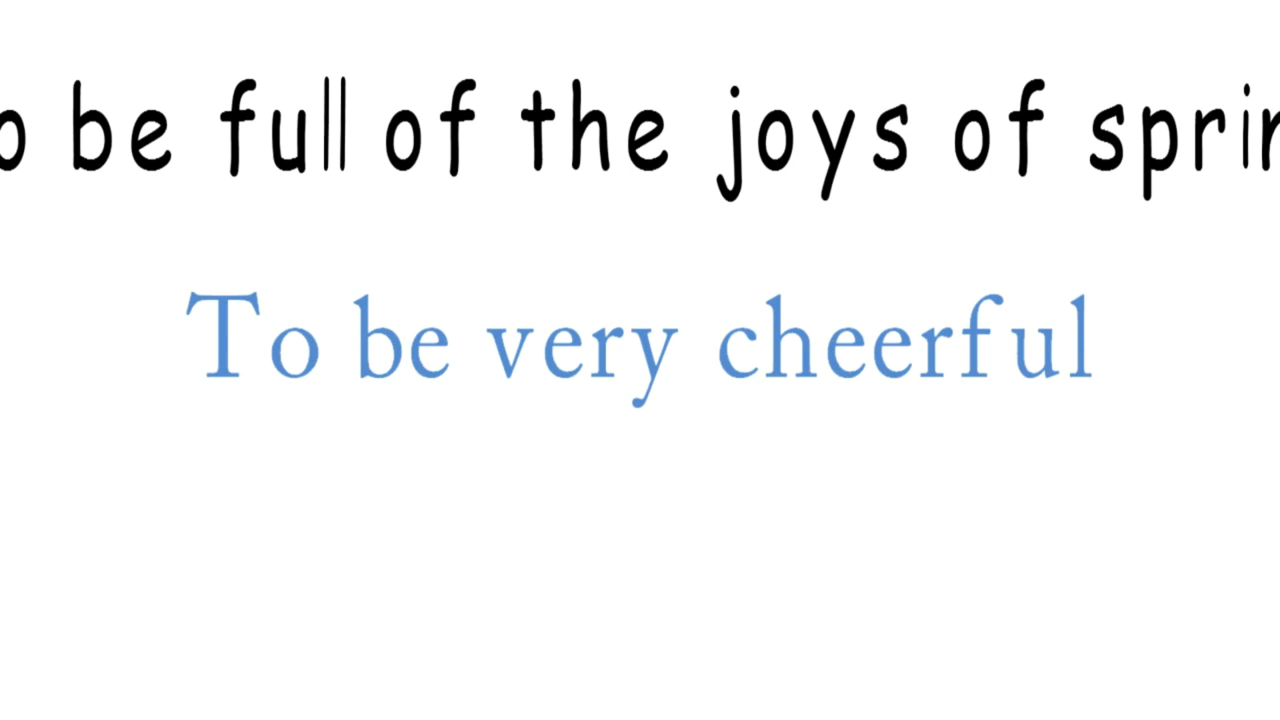 o be full of the joys of sprin
To be very cheerful